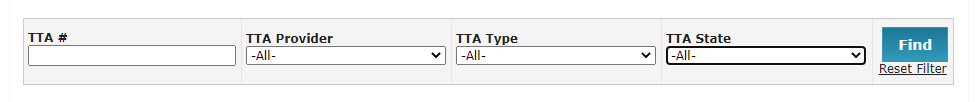 TTA # TTA Provider TTA Type TTA State
-All- -All- -All- Find
Reset Filter